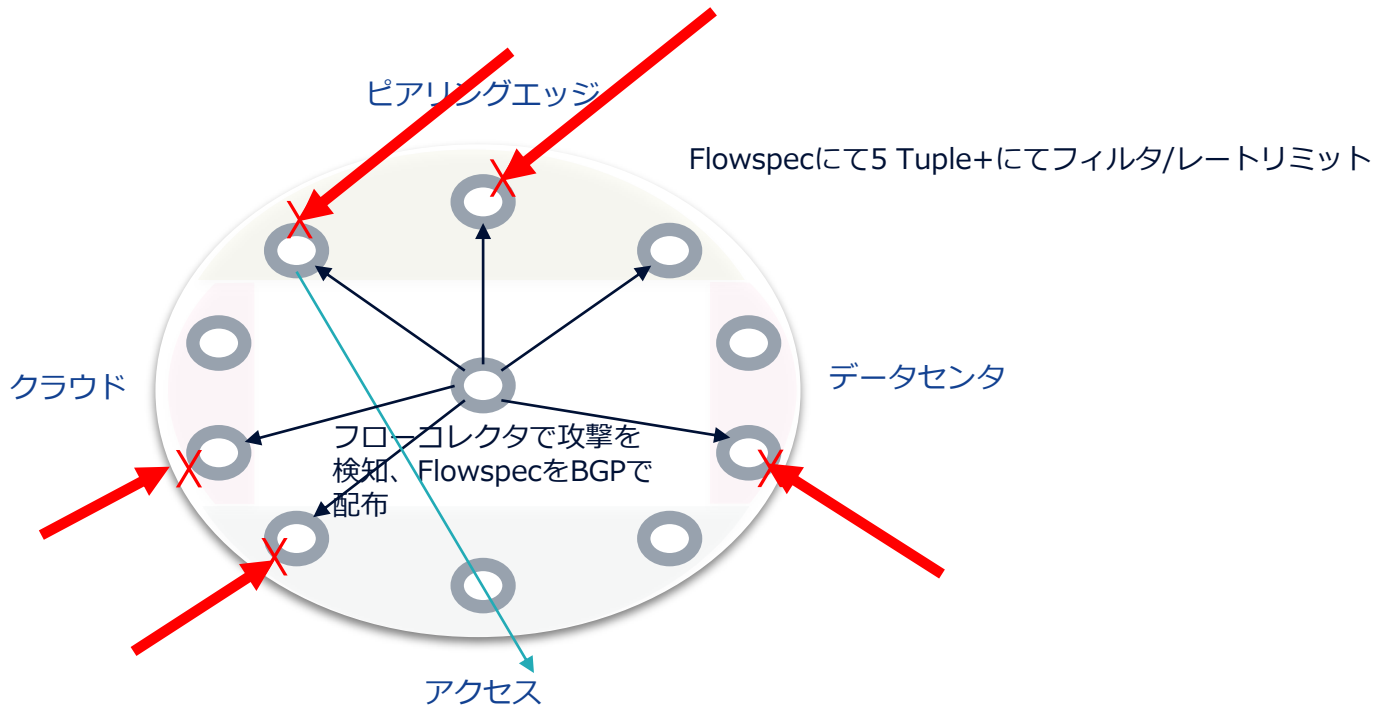 ピアリングエッジ
Flowspecにて5 Tuple+にてフィルタ/レートリミット
クラウド
データセンタ
フローコレクタで攻撃を
検知、FlowspecをBGPで
配布
アクセス